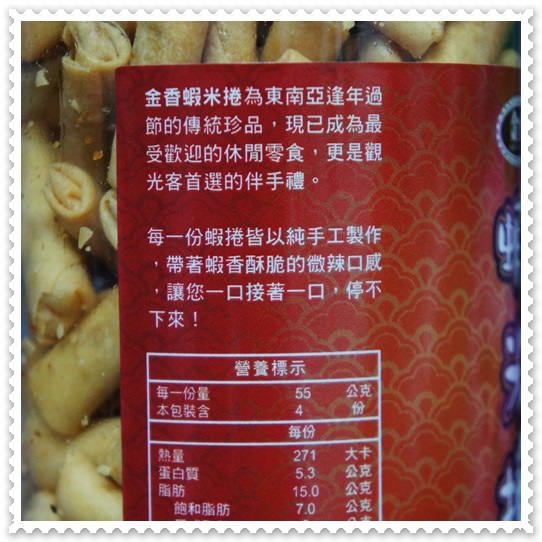 金香蝦米捲為東南亞逢年過
節的傳統珍品，現已成為最
受歡迎的休閒零食，更是觀
光客首選的伴手禮。
每一份蝦捲皆以純手工製作
，帶著蝦香酥脆的微辣口感
，讓您一口接著一口，停不
下來！
營養標示
每一份量 55 公克
本包裝含 4 份
每份
熱量 271 大卡
蛋白質 5.3 公克
脂肪 15.0 公克
飽和脂肪 7.0 公克